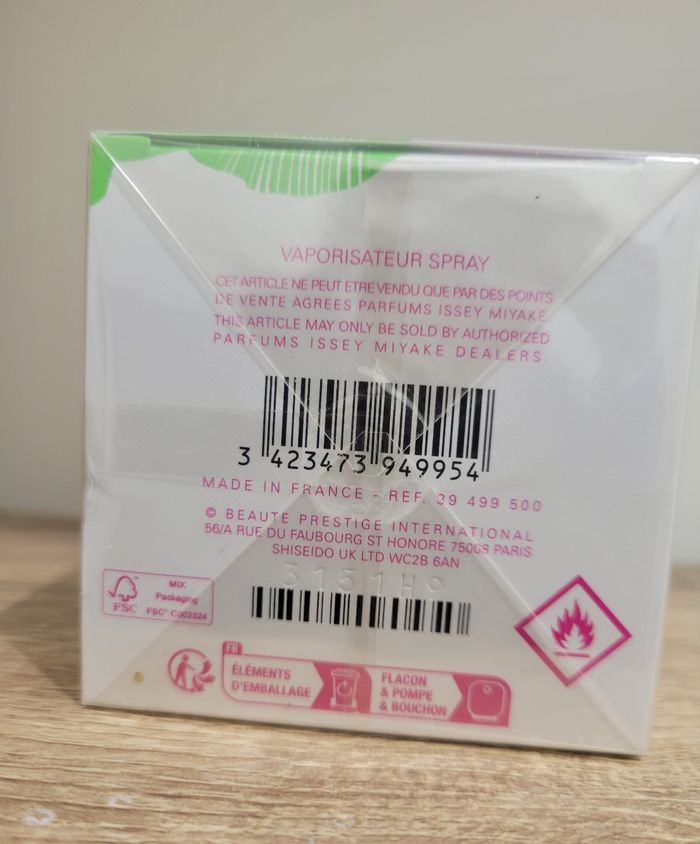 VAPORISATEUR SPRAY
CET ARTICLE NE PEUT ETRE VENDU QUE PAR DES POINTS
DE VENTE AGREES PARFUMS ISSEY MIYAKE
THIS ARTICLE MAY ONLY BE SOLD BY AUTHORIZED
PARFUMS ISSEY MIYAKE DEALERS.
3 423473 949954
MADE IN FRANCE - REF. 39 499 500
© BEAUTE PRESTIGE INTERNATIONAL
56/A RUE DU FAUBOURG ST HONORE 75008 PARIS
SHISEIDO UK LTD WC2B 6AN
MIX
Packaging
FSC
FSC™ C002324
FR
ÉLÉMENTS
D'EMBALLAGE
FLACON
& POMPE
& BOUCHON